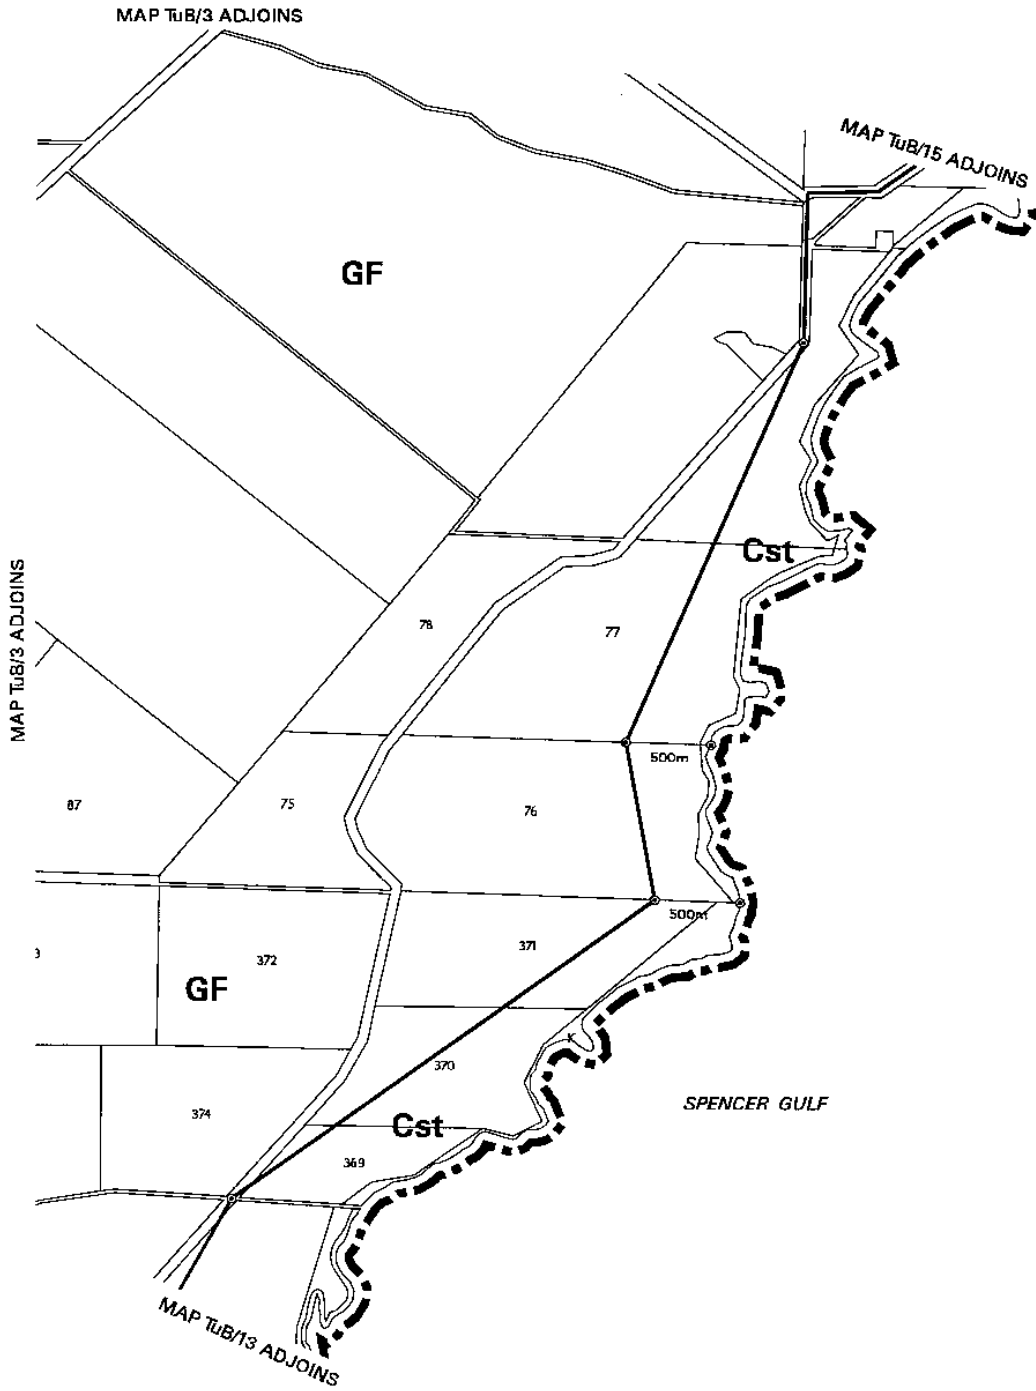 MAP TuB/3 ADJOINS
MAP TuB/15 ADJOINS
GF
Cst
MAP TuB/3 ADJOINS
78
77
500m
87
75
76
500m
3
372
371
GF
K
370
SPENCER GULF
374
Cst
369
MAP TuB/13 ADJOINS